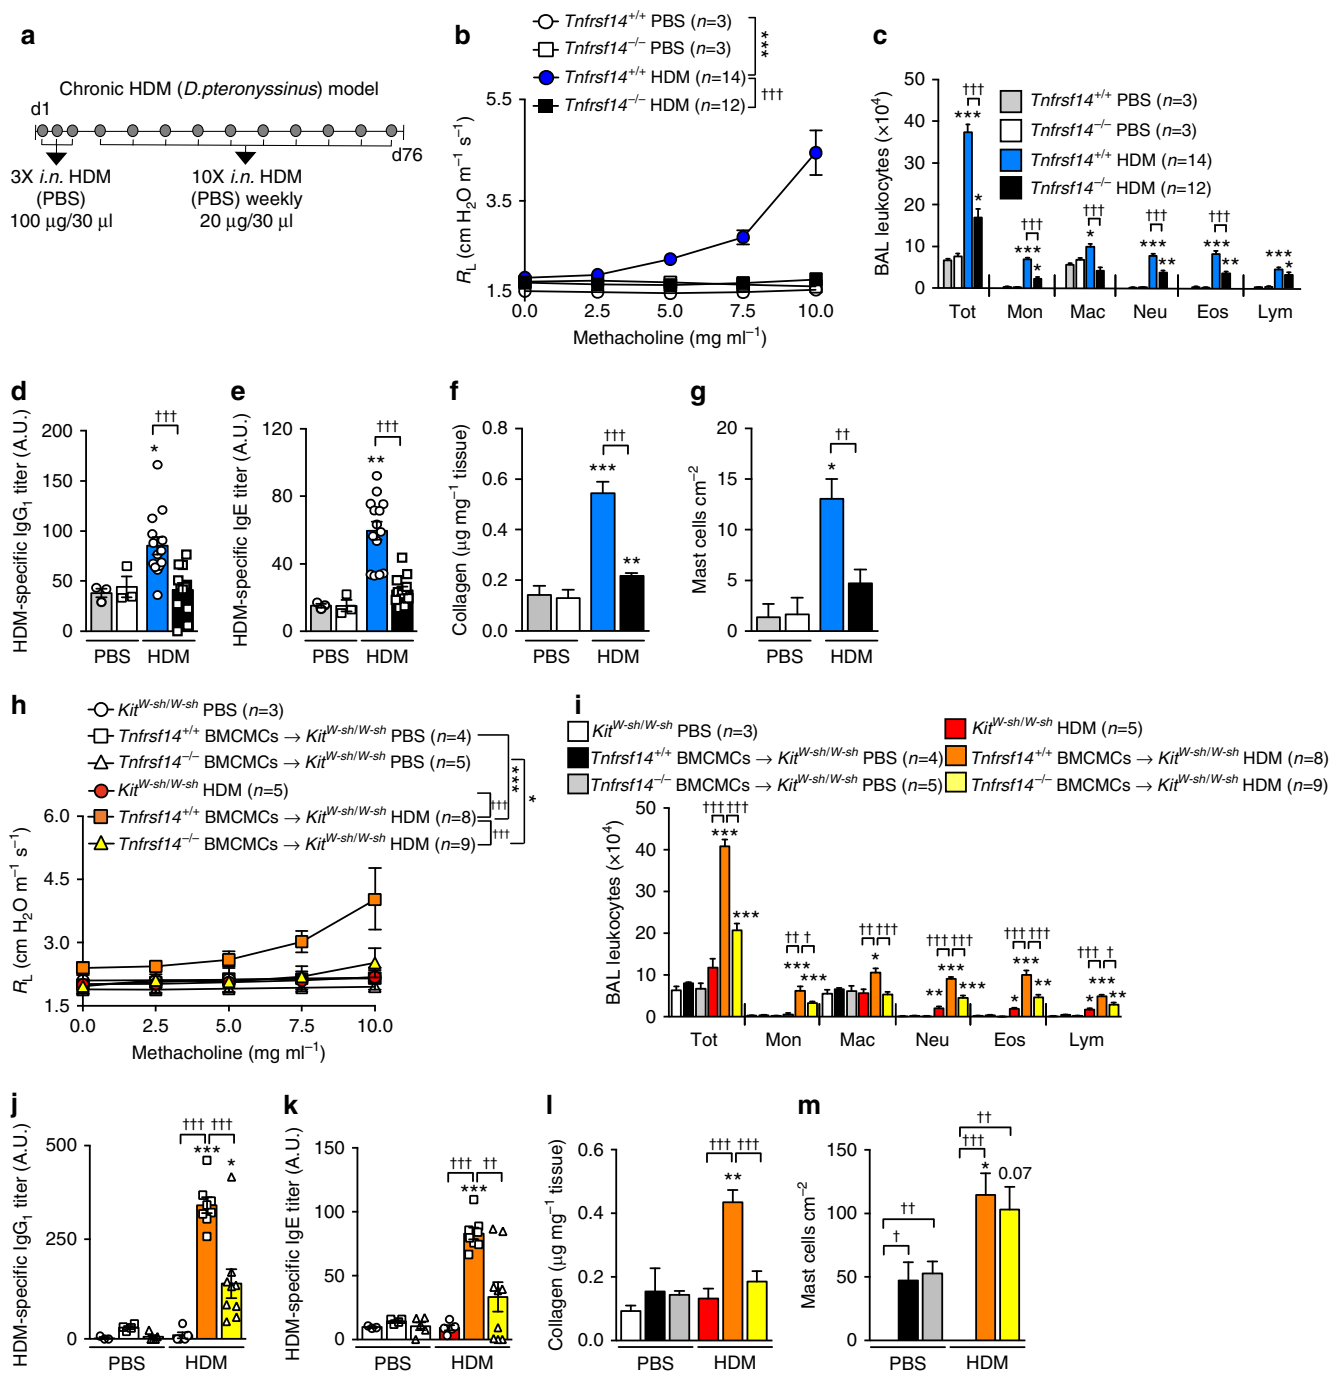 a
Chronic HDM (D.pteronyssinus) model
d1
d76
3X i.n. HDM
(PBS)
100 µg/30 µl
10X i.n. HDM
(PBS) weekly
20 µg/30 µl
b
Tnfrsf14+/+ PBS (n=3)
Tnfrsf14−/− PBS (n=3)
Tnfrsf14+/+ HDM (n=14)
Tnfrsf14−/− HDM (n=12)
***
†††
5.5
3.5
1.5
RL (cm H2O m−1 s−1)
0.0 2.5 5.0 7.5 10.0
Methacholine (mg ml−1)
c
Tnfrsf14+/+ PBS (n=3)
Tnfrsf14−/− PBS (n=3)
Tnfrsf14+/+ HDM (n=14)
Tnfrsf14−/− HDM (n=12)
BAL leukocytes (×10⁴)
50
40
30
20
10
0
††† ††† ††† ††† †††
*** * *** * * *** ** *** ** *** *
Tot Mon Mac Neu Eos Lym
d
HDM-specific IgG1 titer (A.U.)
200
150
100
50
0
†††
*
PBS HDM
e
HDM-specific IgE titer (A.U.)
120
80
40
0
†††
**
PBS HDM
f
Collagen (µg mg−1 tissue)
0.8
0.6
0.4
0.2
0.0
†††
***
**
PBS HDM
g
Mast cells cm−2
20
15
10
5
0
††
*
PBS HDM
h
KitW-sh/W-sh PBS (n=3)
Tnfrsf14+/+ BMCMCs → KitW-sh/W-sh PBS (n=4)
Tnfrsf14−/− BMCMCs → KitW-sh/W-sh PBS (n=5)
KitW-sh/W-sh HDM (n=5)
Tnfrsf14+/+ BMCMCs → KitW-sh/W-sh HDM (n=8)
Tnfrsf14−/− BMCMCs → KitW-sh/W-sh HDM (n=9)
†††
†††
***
*
6.0
4.5
3.0
1.5
RL (cm H2O m−1 s−1)
0.0 2.5 5.0 7.5 10.0
Methacholine (mg ml−1)
i
KitW-sh/W-sh PBS (n=3)
Tnfrsf14+/+ BMCMCs → KitW-sh/W-sh PBS (n=4)
Tnfrsf14−/− BMCMCs → KitW-sh/W-sh PBS (n=5)
KitW-sh/W-sh HDM (n=5)
Tnfrsf14+/+ BMCMCs → KitW-sh/W-sh HDM (n=8)
Tnfrsf14−/− BMCMCs → KitW-sh/W-sh HDM (n=9)
BAL leukocytes (×10⁴)
50
40
30
20
10
0
††† ††† †† † †† ††† ††† ††† ††† ††† ††† †
*** *** *** *** * ** *** *** * *** ** * *** **
Tot Mon Mac Neu Eos Lym
j
HDM-specific IgG1 titer (A.U.)
500
250
0
††† †††
*** *
PBS HDM
k
HDM-specific IgE titer (A.U.)
150
100
50
0
††† ††
***
PBS HDM
l
Collagen (µg mg−1 tissue)
0.6
0.4
0.2
0.0
††† †††
**
PBS HDM
m
Mast cells cm−2
150
100
50
0
††
†
††
†††
*
0.07
PBS HDM